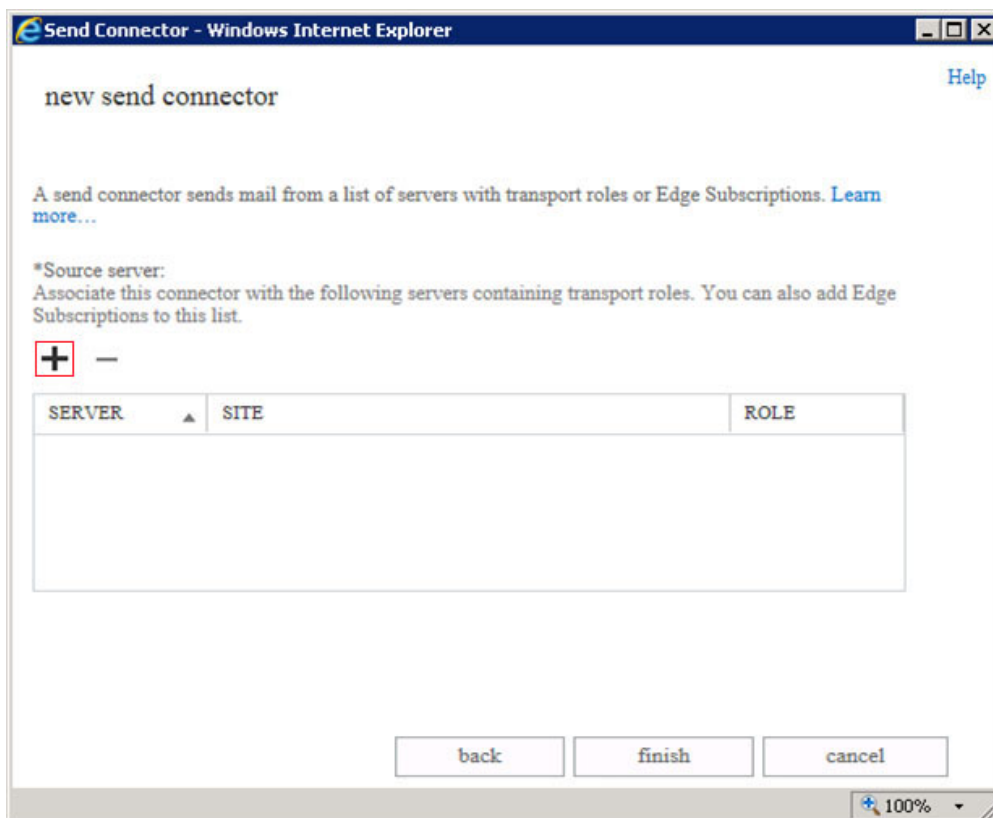 Send Connector - Windows Internet Explorer
Help
new send connector
A send connector sends mail from a list of servers with transport roles or Edge Subscriptions. Learn
more...
*Source server:
Associate this connector with the following servers containing transport roles. You can also add Edge
Subscriptions to this list.
SERVER SITE ROLE
back finish cancel
100%